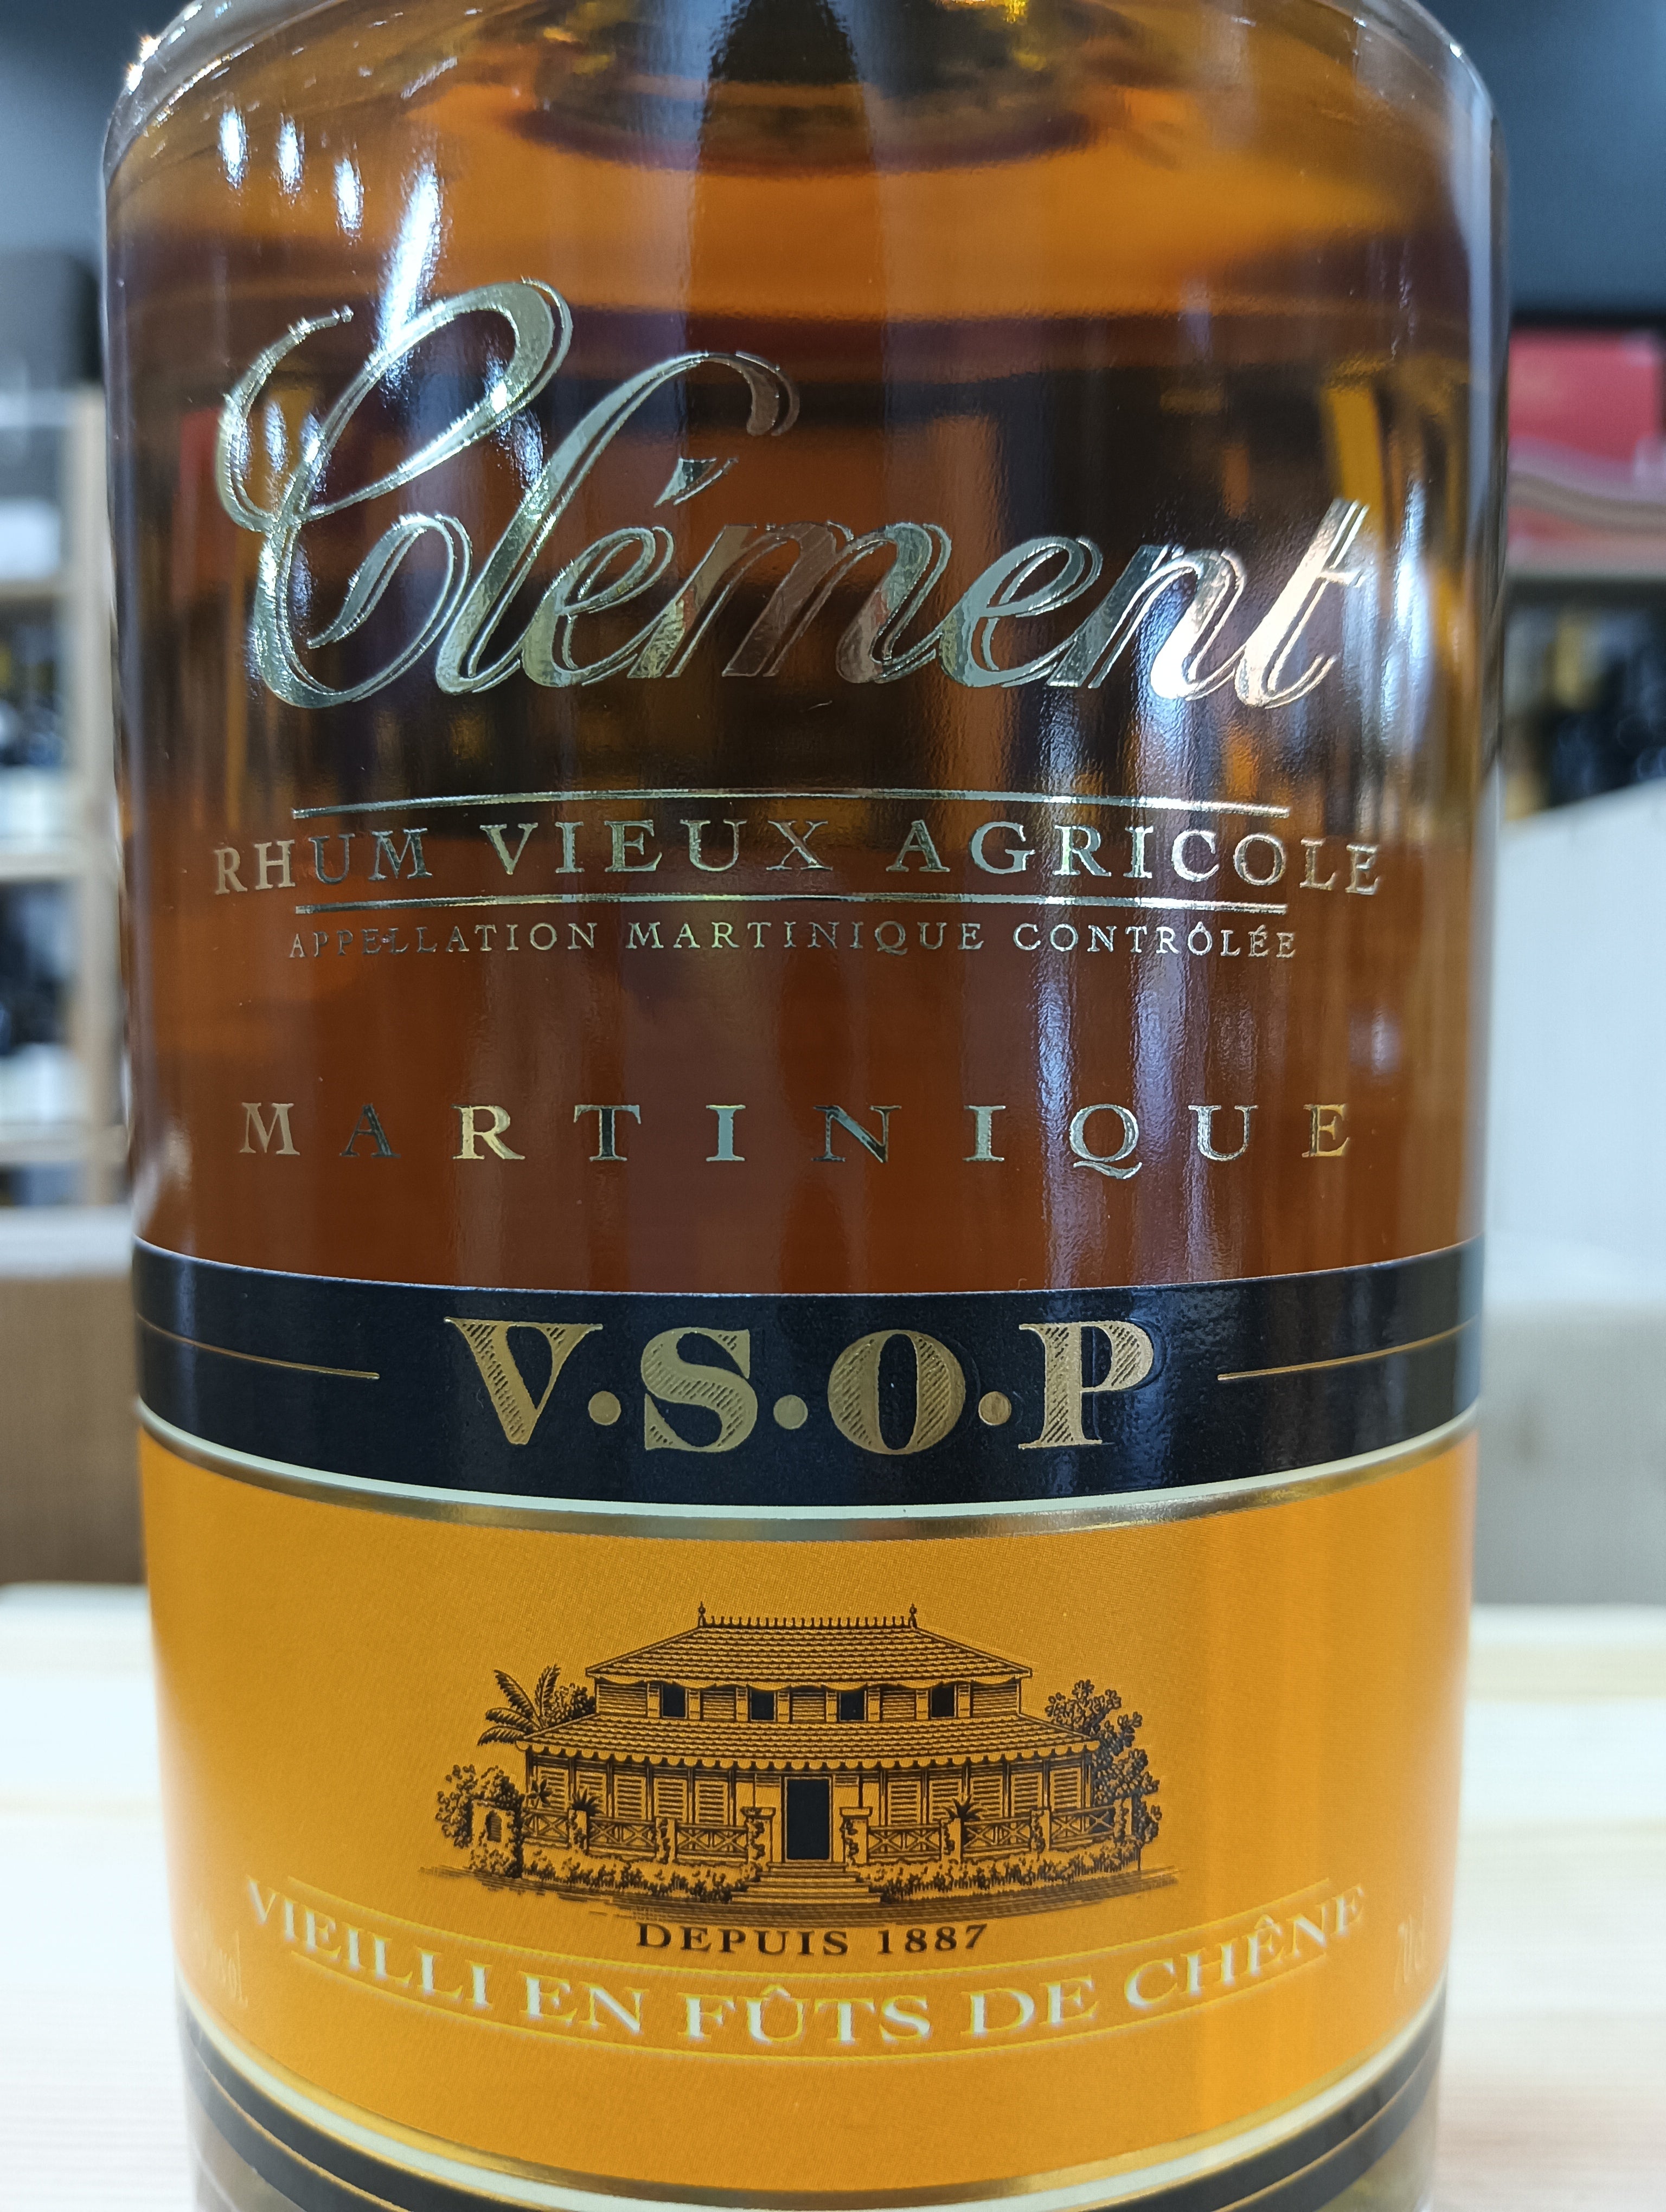 Clément
RHUM VIEUX AGRICOLE
APPELLATION MARTINIQUE CONTRÔLÉE
MARTINIQUE
V·S·O·P
DEPUIS 1887
VIEILLI EN FÛTS DE CHÊNE